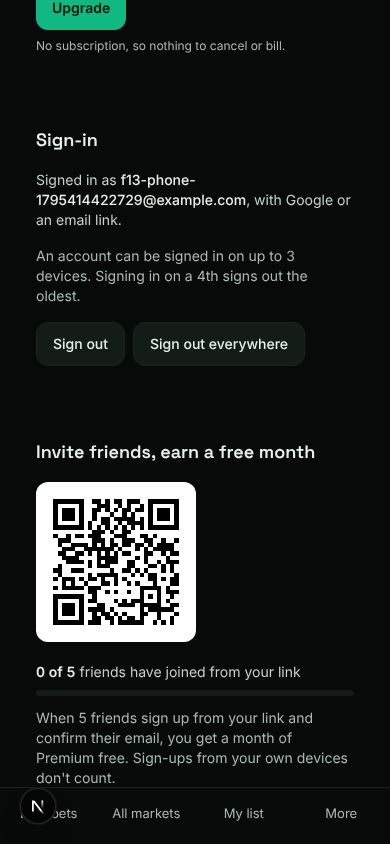 Upgrade
No subscription, so nothing to cancel or bill.
Sign-in
Signed in as f13-phone-
1795414422729@example.com, with Google or
an email link.
An account can be signed in on up to 3
devices. Signing in on a 4th signs out the
oldest.
Sign out
Sign out everywhere
Invite friends, earn a free month
0 of 5 friends have joined from your link
When 5 friends sign up from your link and
confirm their email, you get a month of
Premium free. Sign-ups from your own devices
don't count.
N
All markets
My list
More